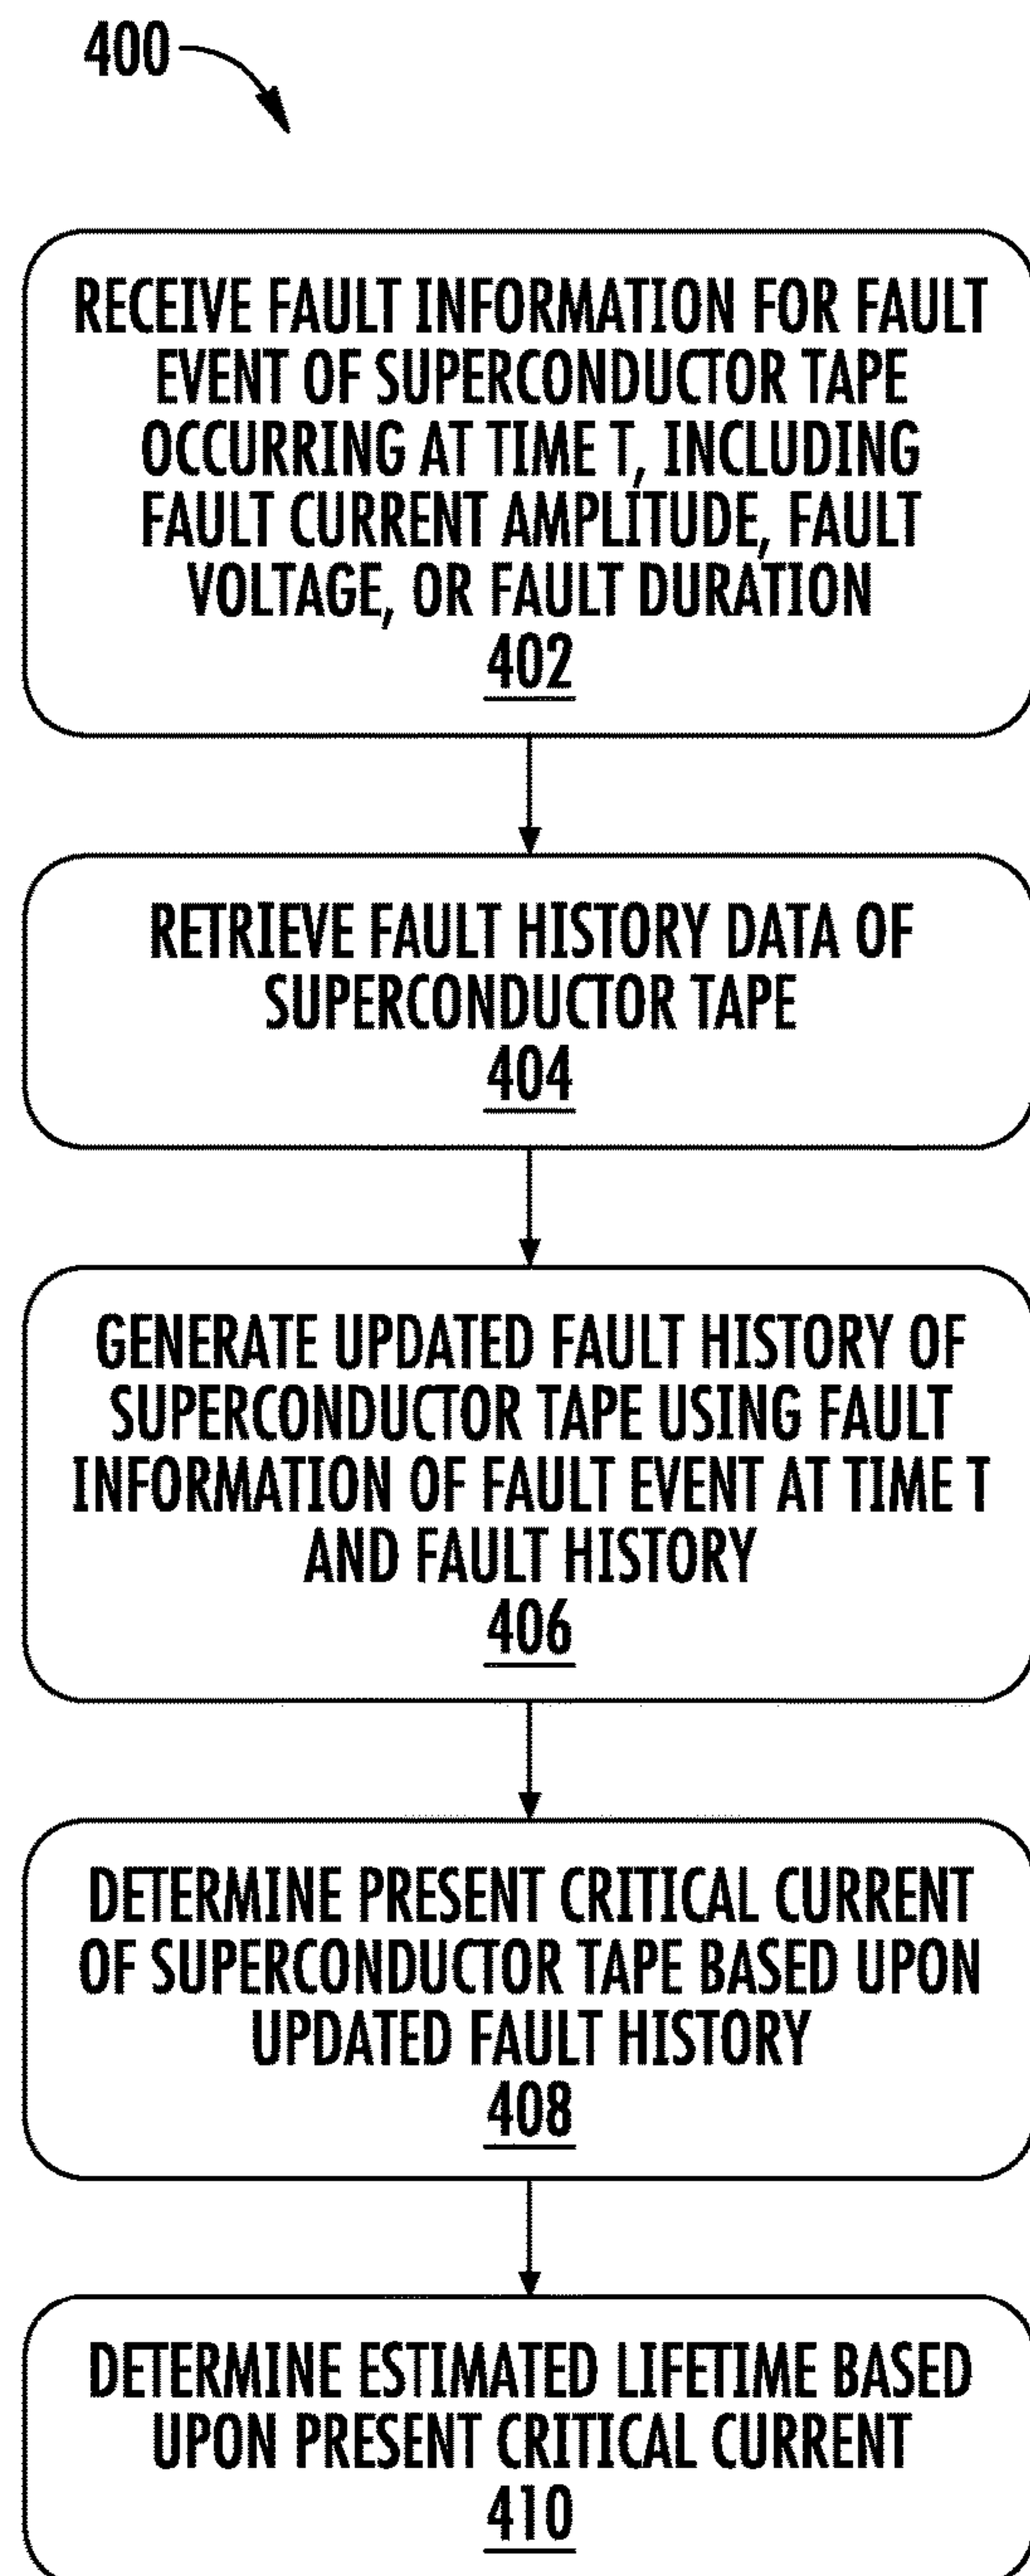 400
RECEIVE FAULT INFORMATION FOR FAULT
EVENT OF SUPERCONDUCTOR TAPE
OCCURRING AT TIME T, INCLUDING
FAULT CURRENT AMPLITUDE, FAULT
VOLTAGE, OR FAULT DURATION
402
RETRIEVE FAULT HISTORY DATA OF
SUPERCONDUCTOR TAPE
404
GENERATE UPDATED FAULT HISTORY OF
SUPERCONDUCTOR TAPE USING FAULT
INFORMATION OF FAULT EVENT AT TIME T
AND FAULT HISTORY
406
DETERMINE PRESENT CRITICAL CURRENT
OF SUPERCONDUCTOR TAPE BASED UPON
UPDATED FAULT HISTORY
408
DETERMINE ESTIMATED LIFETIME BASED
UPON PRESENT CRITICAL CURRENT
410